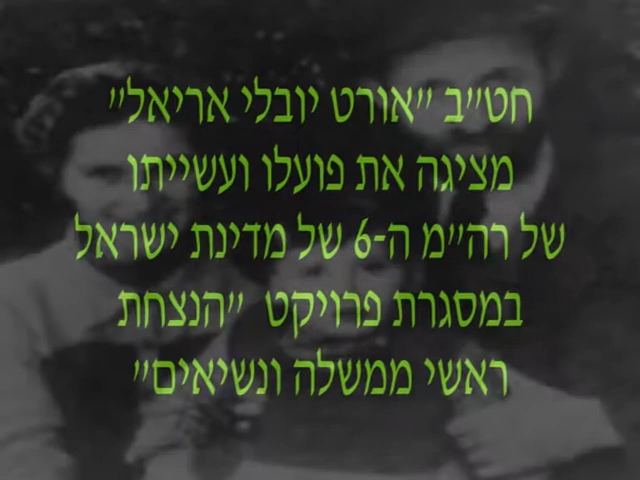 חט״ב ״אורט יובלי אריאל״
מציגה את פועלו ועשייתו
של רה״מ ה-6 של מדינת ישראל
במסגרת פרויקט ״הנצחת
ראשי ממשלה ונשיאים״